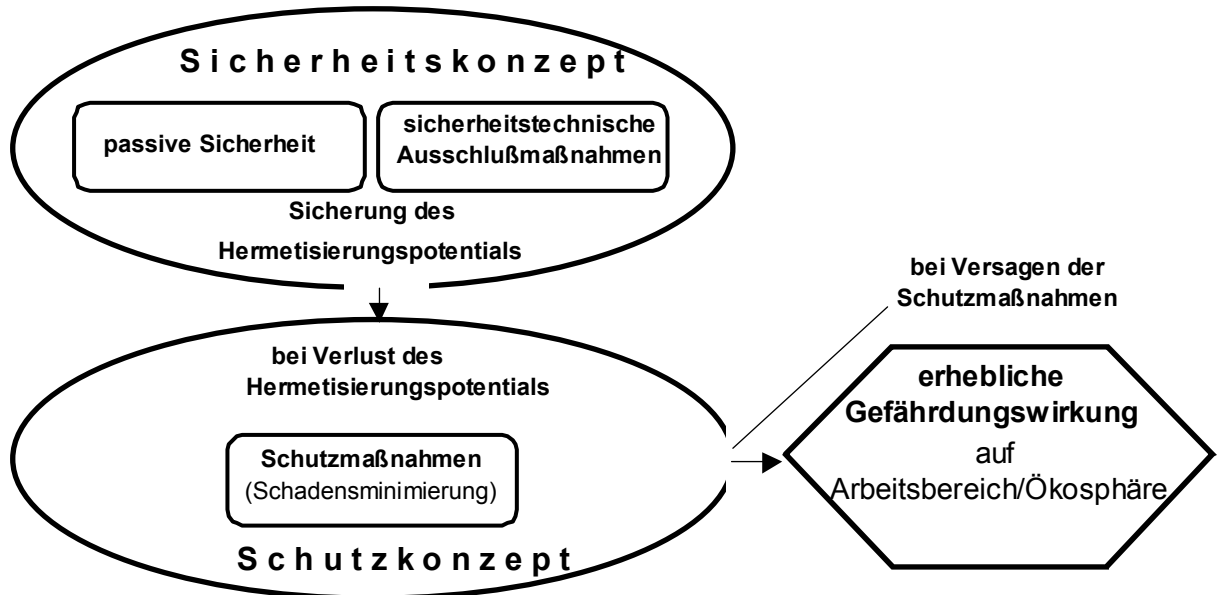 Sicherheitskonzept
passive Sicherheit
sicherheitstechnische
Ausschlußmaßnahmen
Sicherung des
Hermetisierungspotentials
bei Verlust des
Hermetisierungspotentials
Schutzmaßnahmen
(Schadensminimierung)
Schutzkonzept
bei Versagen der
Schutzmaßnahmen
erhebliche
Gefährdungswirkung
auf
Arbeitsbereich/Ökosphäre